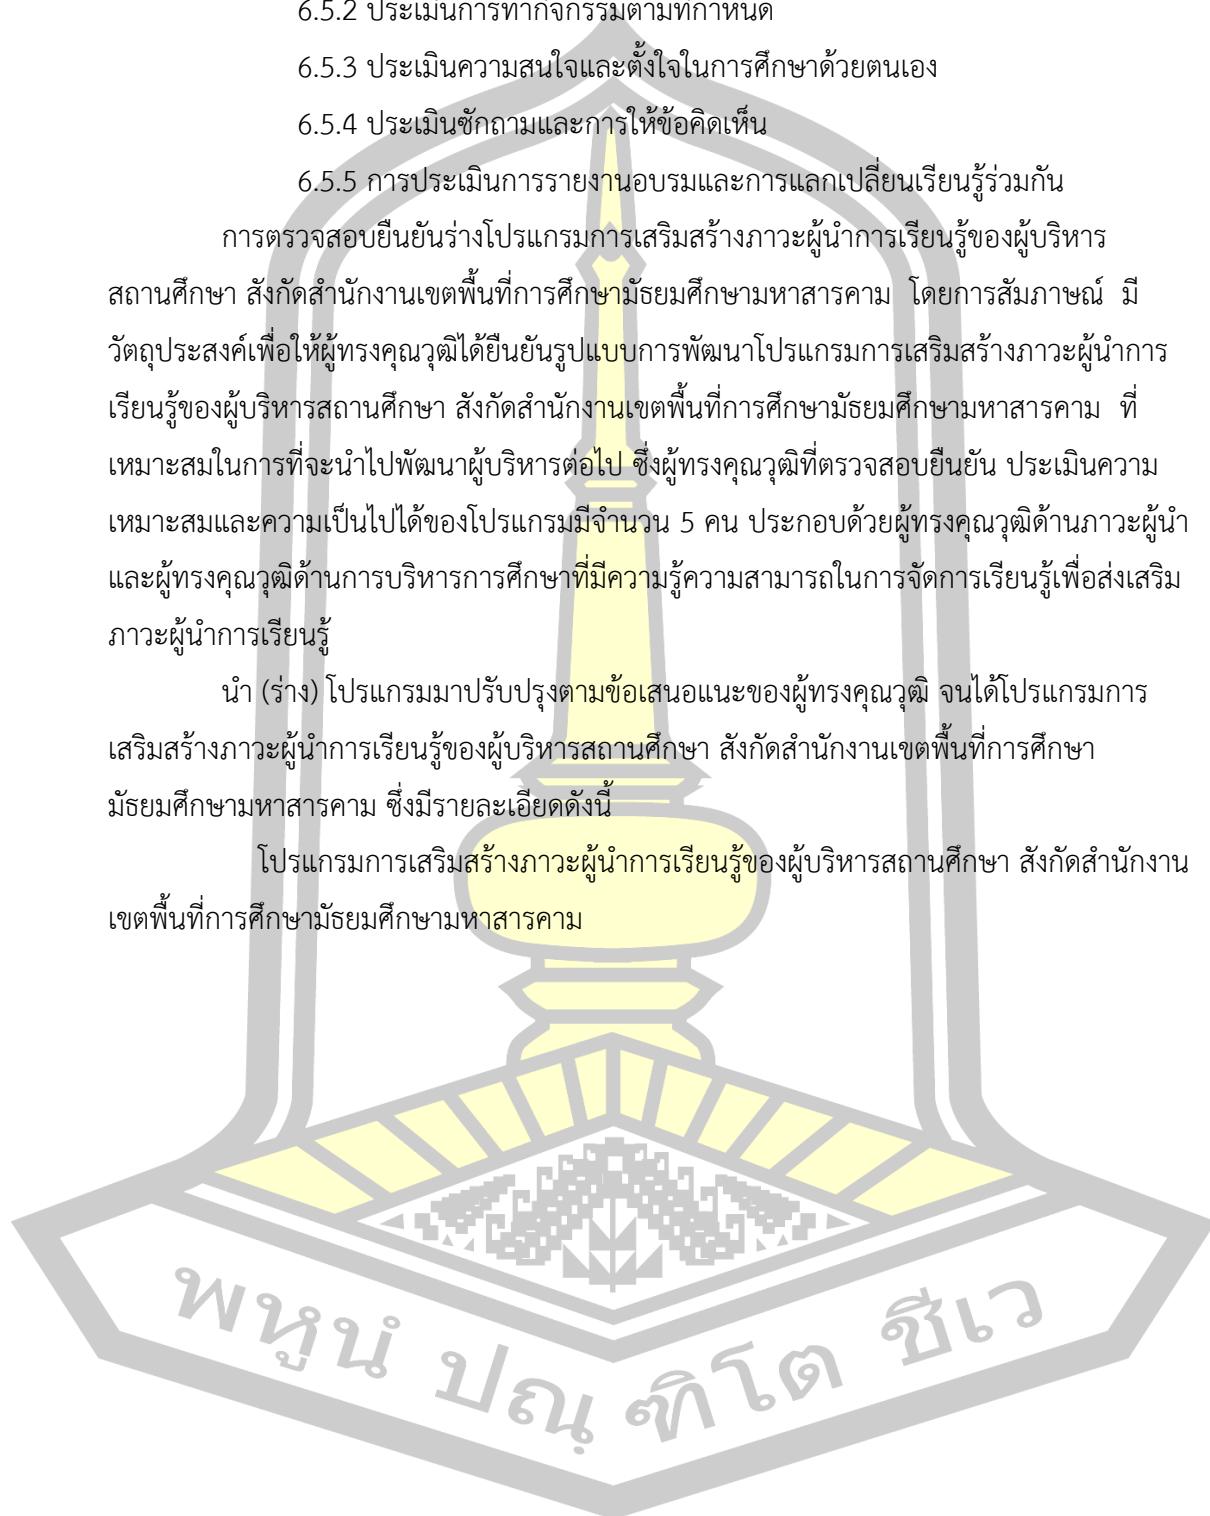 6.5.2 ประเมินการทำกิจกรรมตามที่กำหนด
6.5.3 ประเมินความสนใจและตั้งใจในการศึกษาด้วยตนเอง
6.5.4 ประเมินซักถามและการให้ข้อคิดเห็น
6.5.5 การประเมินการรายงานอบรมและการแลกเปลี่ยนเรียนรู้ร่วมกัน
การตรวจสอบยืนยันร่างโปรแกรมการเสริมสร้างภาวะผู้นำการเรียนรู้ของผู้บริหาร
สถานศึกษา สังกัดสำนักงานเขตพื้นที่การศึกษามัธยมศึกษามหาสารคาม โดยการสัมภาษณ์ มี
วัตถุประสงค์เพื่อให้ผู้ทรงคุณวุฒิได้ยืนยันรูปแบบการพัฒนาโปรแกรมการเสริมสร้างภาวะผู้นำการ
เรียนรู้ของผู้บริหารสถานศึกษา สังกัดสำนักงานเขตพื้นที่การศึกษามัธยมศึกษามหาสารคาม ที่
เหมาะสมในการที่จะนำไปพัฒนาผู้บริหารต่อไป ซึ่งผู้ทรงคุณวุฒิที่ตรวจสอบยืนยัน ประเมินความ
เหมาะสมและความเป็นไปได้ของโปรแกรมมีจำนวน 5 คน ประกอบด้วยผู้ทรงคุณวุฒิด้านภาวะผู้นำ
และผู้ทรงคุณวุฒิด้านการบริหารการศึกษาที่มีความรู้ความสามารถในการจัดการเรียนรู้เพื่อส่งเสริม
ภาวะผู้นำการเรียนรู้
นำ (ร่าง) โปรแกรมมาปรับปรุงตามข้อเสนอแนะของผู้ทรงคุณวุฒิ จนได้โปรแกรมการ
เสริมสร้างภาวะผู้นำการเรียนรู้ของผู้บริหารสถานศึกษา สังกัดสำนักงานเขตพื้นที่การศึกษา
มัธยมศึกษามหาสารคาม ซึ่งมีรายละเอียดดังนี้
โปรแกรมการเสริมสร้างภาวะผู้นำการเรียนรู้ของผู้บริหารสถานศึกษา สังกัดสำนักงาน
เขตพื้นที่การศึกษามัธยมศึกษามหาสารคาม
พหูนํ ปณฺฑิโต ชีเว